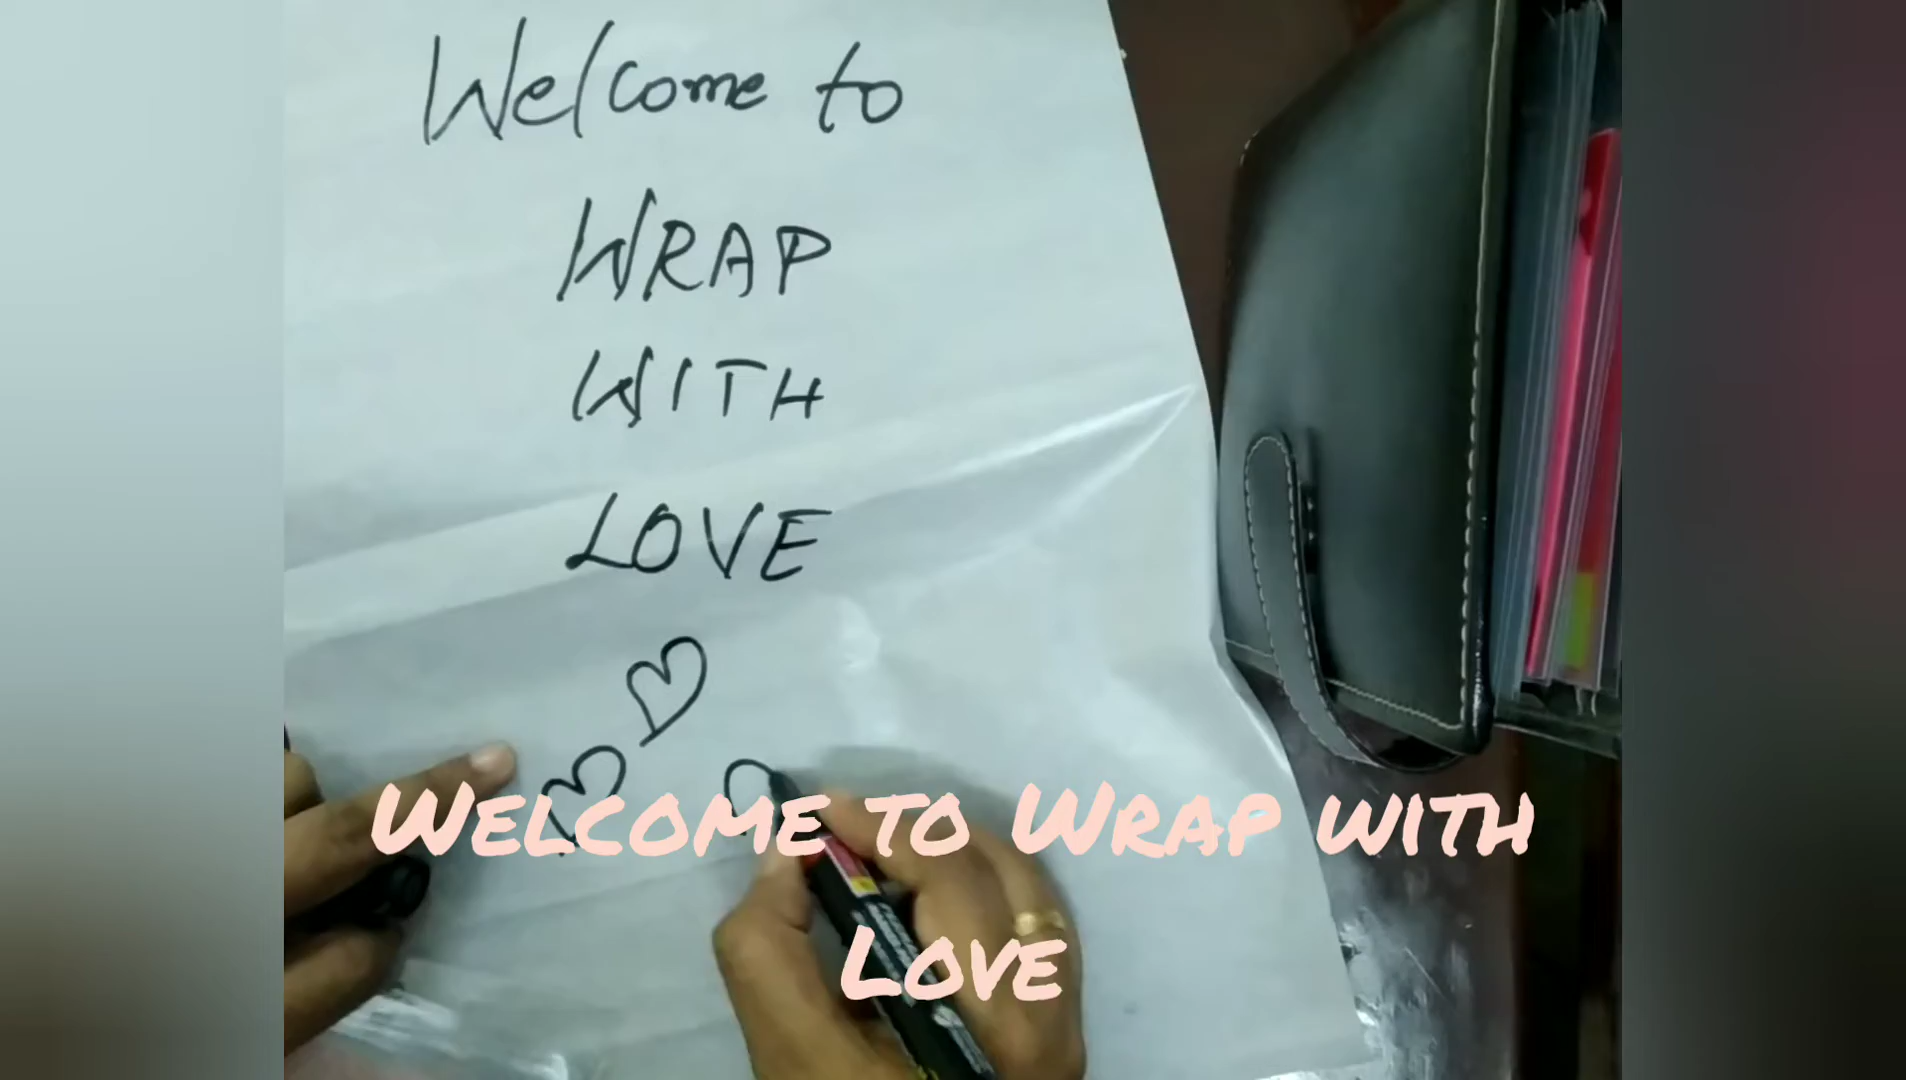 Welcome to
WRAP
WITH
LOVE
Welcome to Wrap with
Love